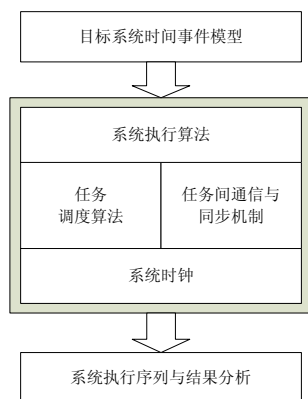 目标系统时间事件模型
系统执行算法
任务
调度算法
任务间通信与
同步机制
系统时钟
系统执行序列与结果分析